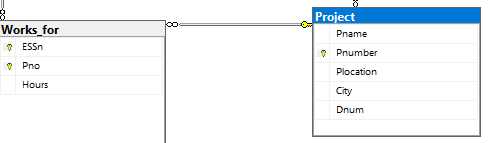 Works_for
ESSn
Pno
Hours
Project
Pname
Pnumber
Plocation
City
Dnum